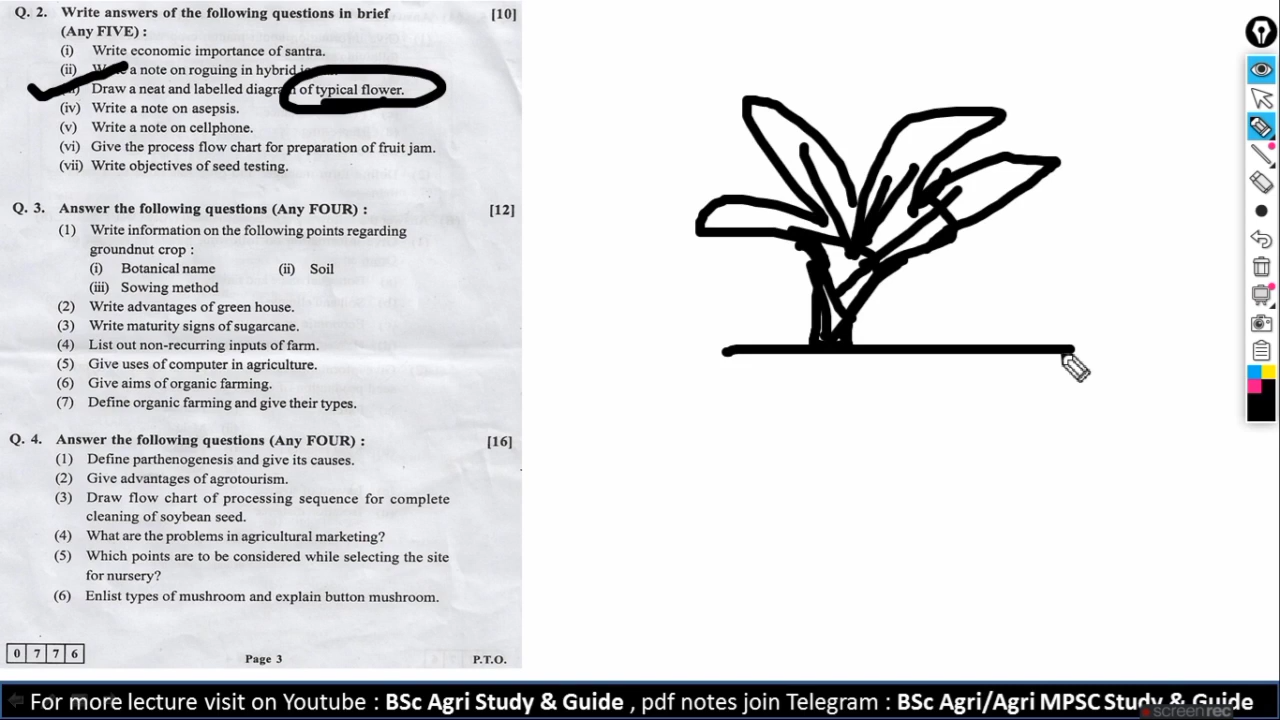 Q. 2. Write answers of the following questions in brief [10]
(Any FIVE) :
(i) Write economic importance of santra.
(ii) Write a note on roguing in hybrid
Draw a neat and labelled diagram of typical flower.
(iv) Write a note on asepsis.
(v) Write a note on cellphone.
(vi) Give the process flow chart for preparation of fruit jam.
(vii) Write objectives of seed testing.
Q. 3. Answer the following questions (Any FOUR) : [12]
(1) Write information on the following points regarding
groundnut crop :
(i) Botanical name (ii) Soil
(iii) Sowing method
(2) Write advantages of green house.
(3) Write maturity signs of sugarcane.
(4) List out non-recurring inputs of farm.
(5) Give uses of computer in agriculture.
(6) Give aims of organic farming.
(7) Define organic farming and give their types.
Q. 4. Answer the following questions (Any FOUR) : [16]
(1) Define parthenogenesis and give its causes.
(2) Give advantages of agrotourism.
(3) Draw flow chart of processing sequence for complete
cleaning of soybean seed.
(4) What are the problems in agricultural marketing?
(5) Which points are to be considered while selecting the site
for nursery?
(6) Enlist types of mushroom and explain button mushroom.
0 7 7 6 Page 3 P.T.O.
For more lecture visit on Youtube : BSc Agri Study & Guide , pdf notes join Telegram : BSc Agri/Agri MPSC Study & Guide
screenrec